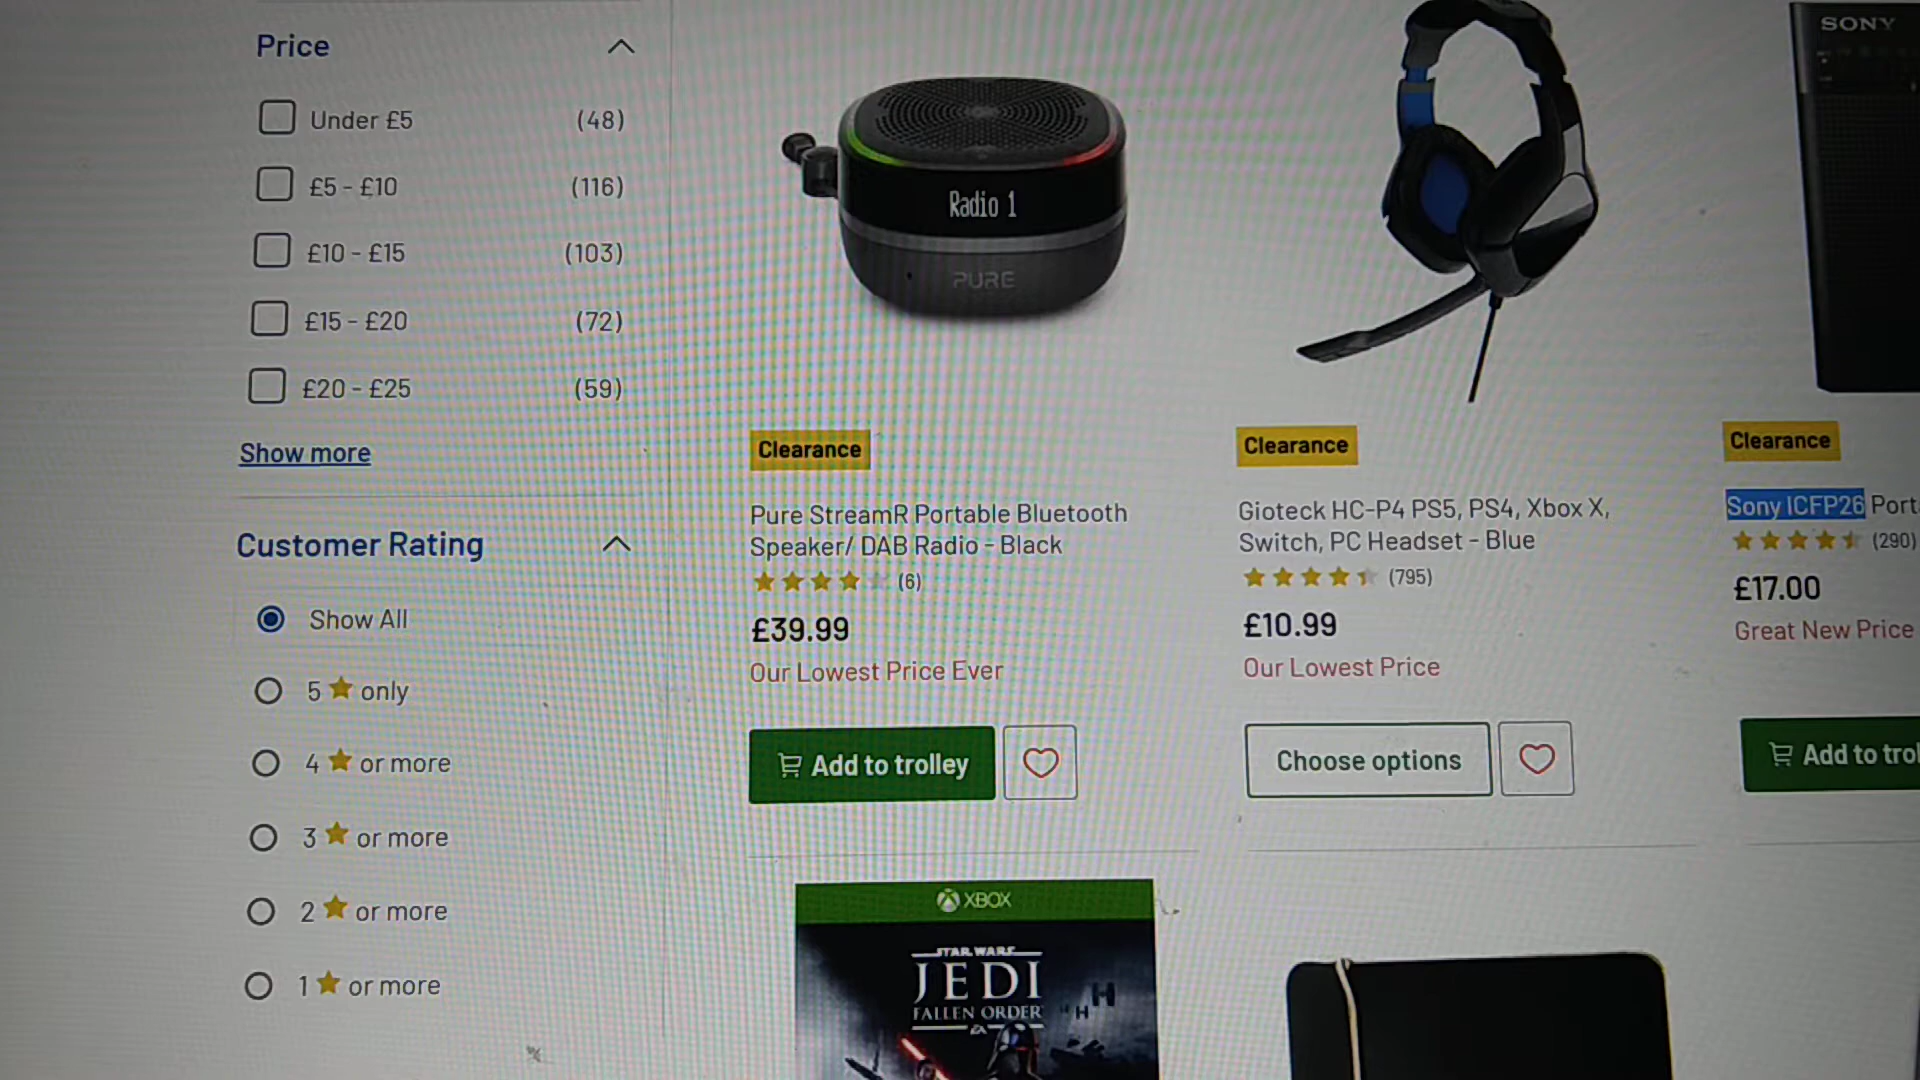 Price
Under £5 (48)
£5 - £10 (116)
£10 - £15 (103)
£15 - £20 (72)
£20 - £25 (59)
Show more
Customer Rating
Show All
5 only
4 or more
3 or more
2 or more
1 or more
Radio 1
PURE
Clearance
Pure StreamR Portable Bluetooth
Speaker/ DAB Radio - Black
(6)
£39.99
Our Lowest Price Ever
Add to trolley
Clearance
Gioteck HC-P4 PS5, PS4, Xbox X,
Switch, PC Headset - Blue
(795)
£10.99
Our Lowest Price
Choose options
SONY
Clearance
Sony ICFP26 Port
(290)
£17.00
Great New Price
Add to trol
XBOX
STAR WARS
JEDI
FALLEN ORDER
EA